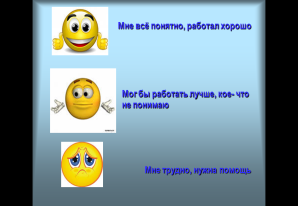 Мне всё понятно, работал хорошо
Мог бы работать лучше, кое- что
не понимаю
Мне трудно, нужна помощь